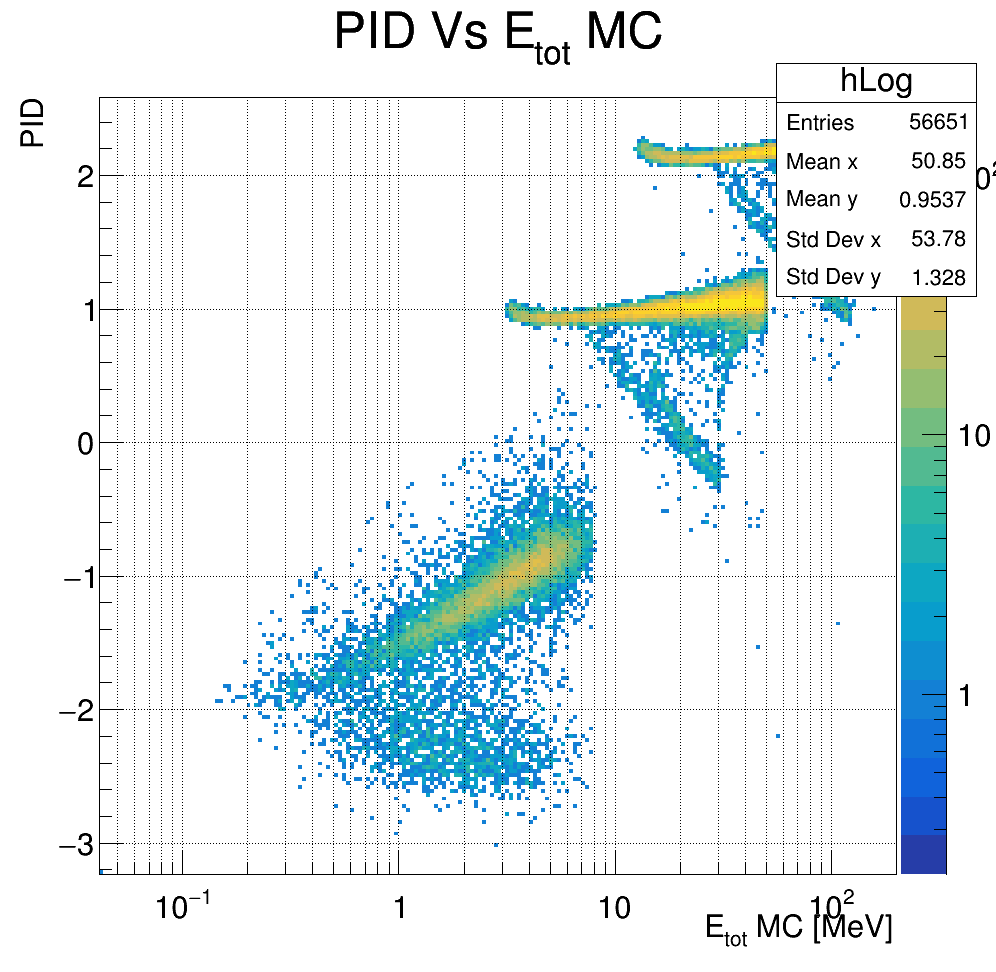 PID Vs E_tot MC
PID
hLog
Entries 56651
Mean x 50.85
Mean y 0.9537
Std Dev x 53.78
Std Dev y 1.328
2
1
0
−1
−2
−3
10
1
10^−1
1
10
10^2
E_tot MC [MeV]